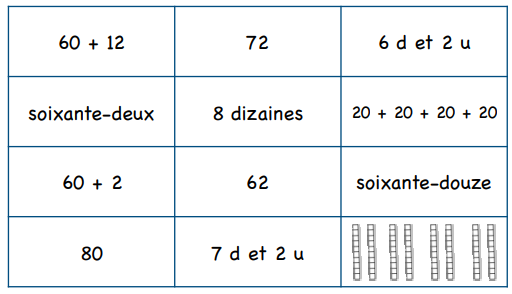 60 + 12 72 6 d et 2 u
soixante-deux 8 dizaines 20 + 20 + 20 + 20
60 + 2 62 soixante-douze
80 7 d et 2 u